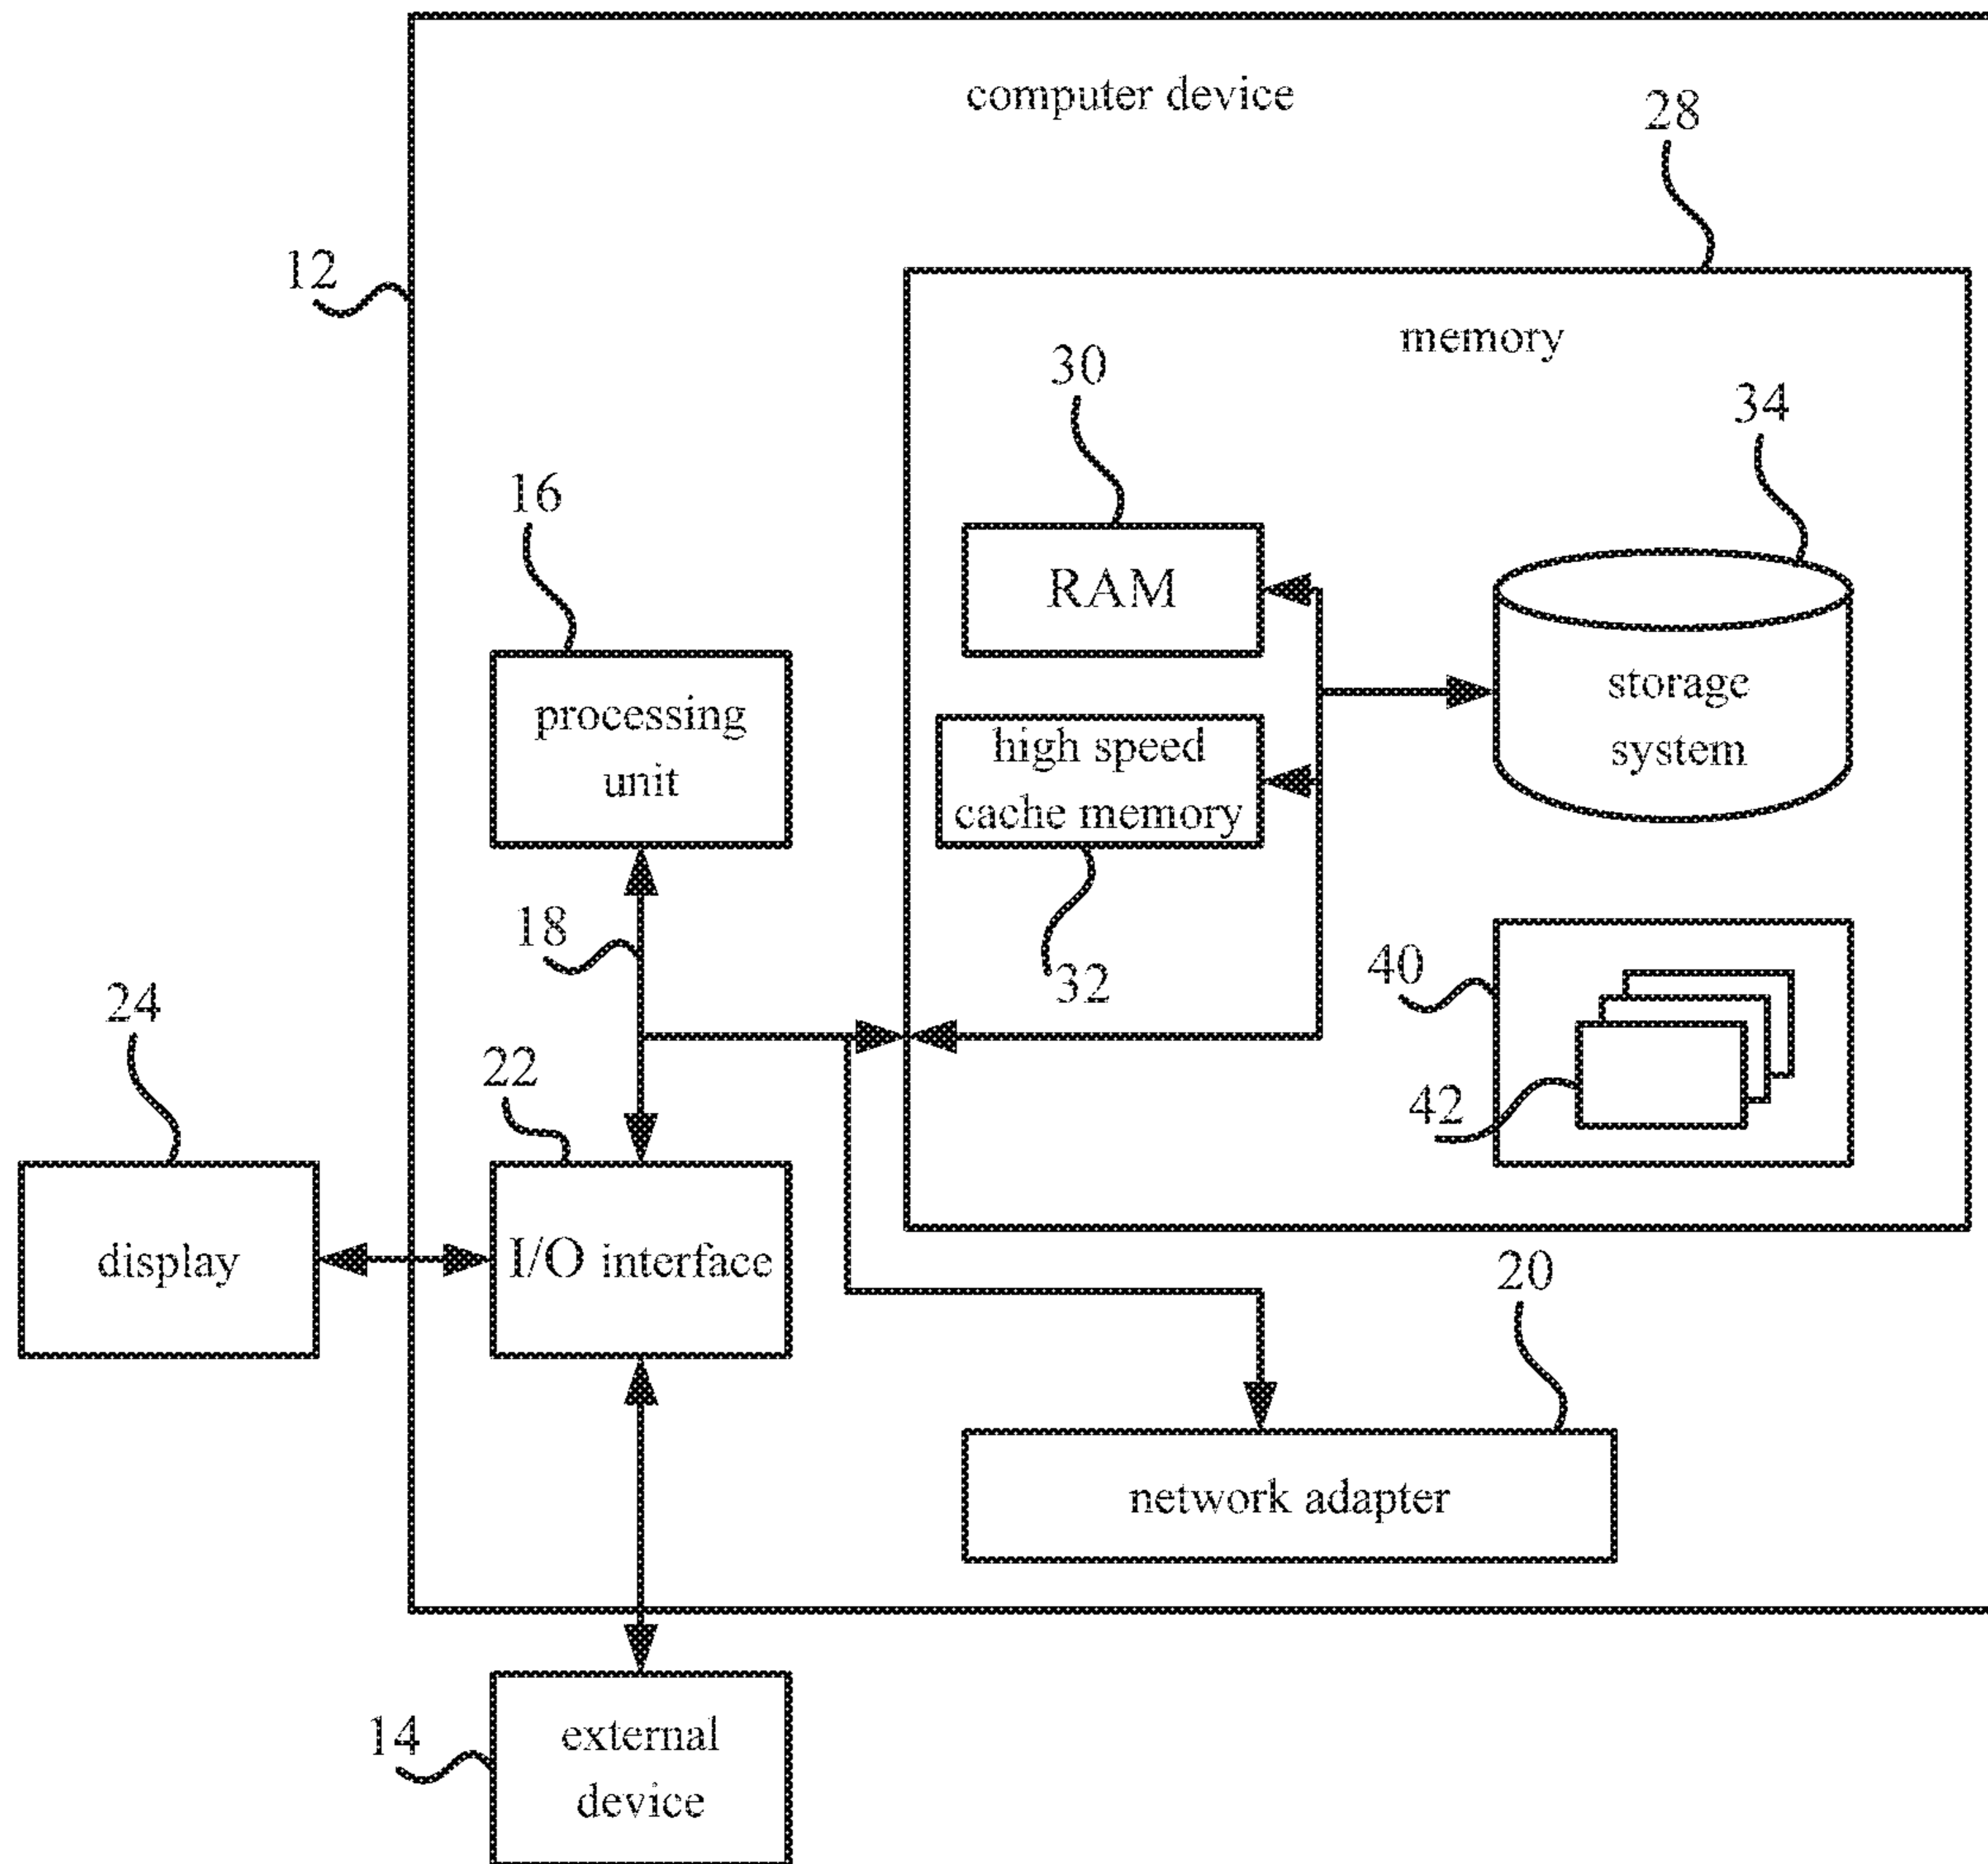 computer device
28
12
memory
30
34
16
RAM
processing
unit
storage
system
high speed
cache memory
18
32
40
24
22
42
display
I/O interface
20
network adapter
14
external
device